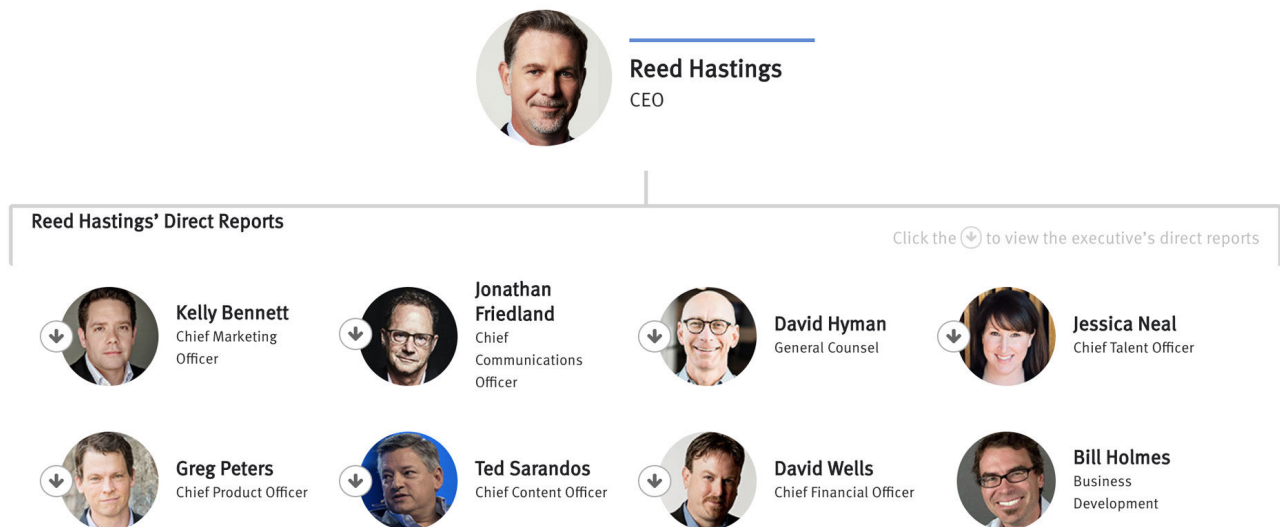 Reed Hastings
CEO
Reed Hastings’ Direct Reports
Click the to view the executive’s direct reports
Kelly Bennett
Chief Marketing
Officer
Jonathan
Friedland
Chief
Communications
Officer
David Hyman
General Counsel
Jessica Neal
Chief Talent Officer
Greg Peters
Chief Product Officer
Ted Sarandos
Chief Content Officer
David Wells
Chief Financial Officer
Bill Holmes
Business
Development